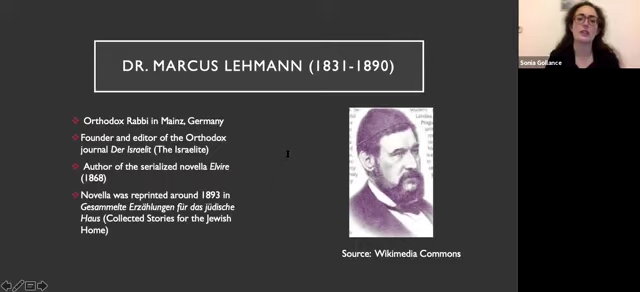 DR. MARCUS LEHMANN (1831-1890)
Orthodox Rabbi in Mainz, Germany
Founder and editor of the Orthodox
journal Der Israelit (The Israelite)
Author of the serialized novella Elvire
(1868)
Novella was reprinted around 1893 in
Gesammelte Erzählungen für das jüdische
Haus (Collected Stories for the Jewish
Home)
Source: Wikimedia Commons
Sonia Gollance